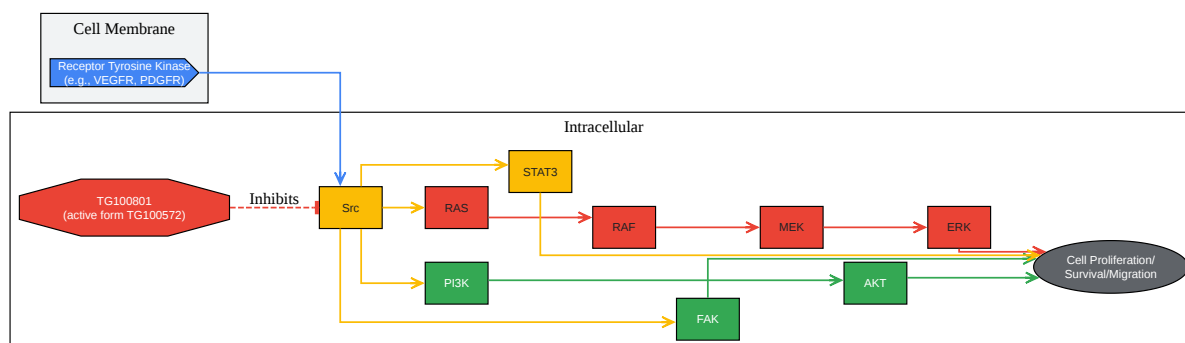 Cell Membrane
Receptor Tyrosine Kinase
(e.g., VEGFR, PDGFR)
Intracellular
TG100801
(active form TG100572)
Inhibits
Src
STAT3
RAS
RAF
MEK
ERK
Cell Proliferation/
Survival/Migration
PI3K
AKT
FAK